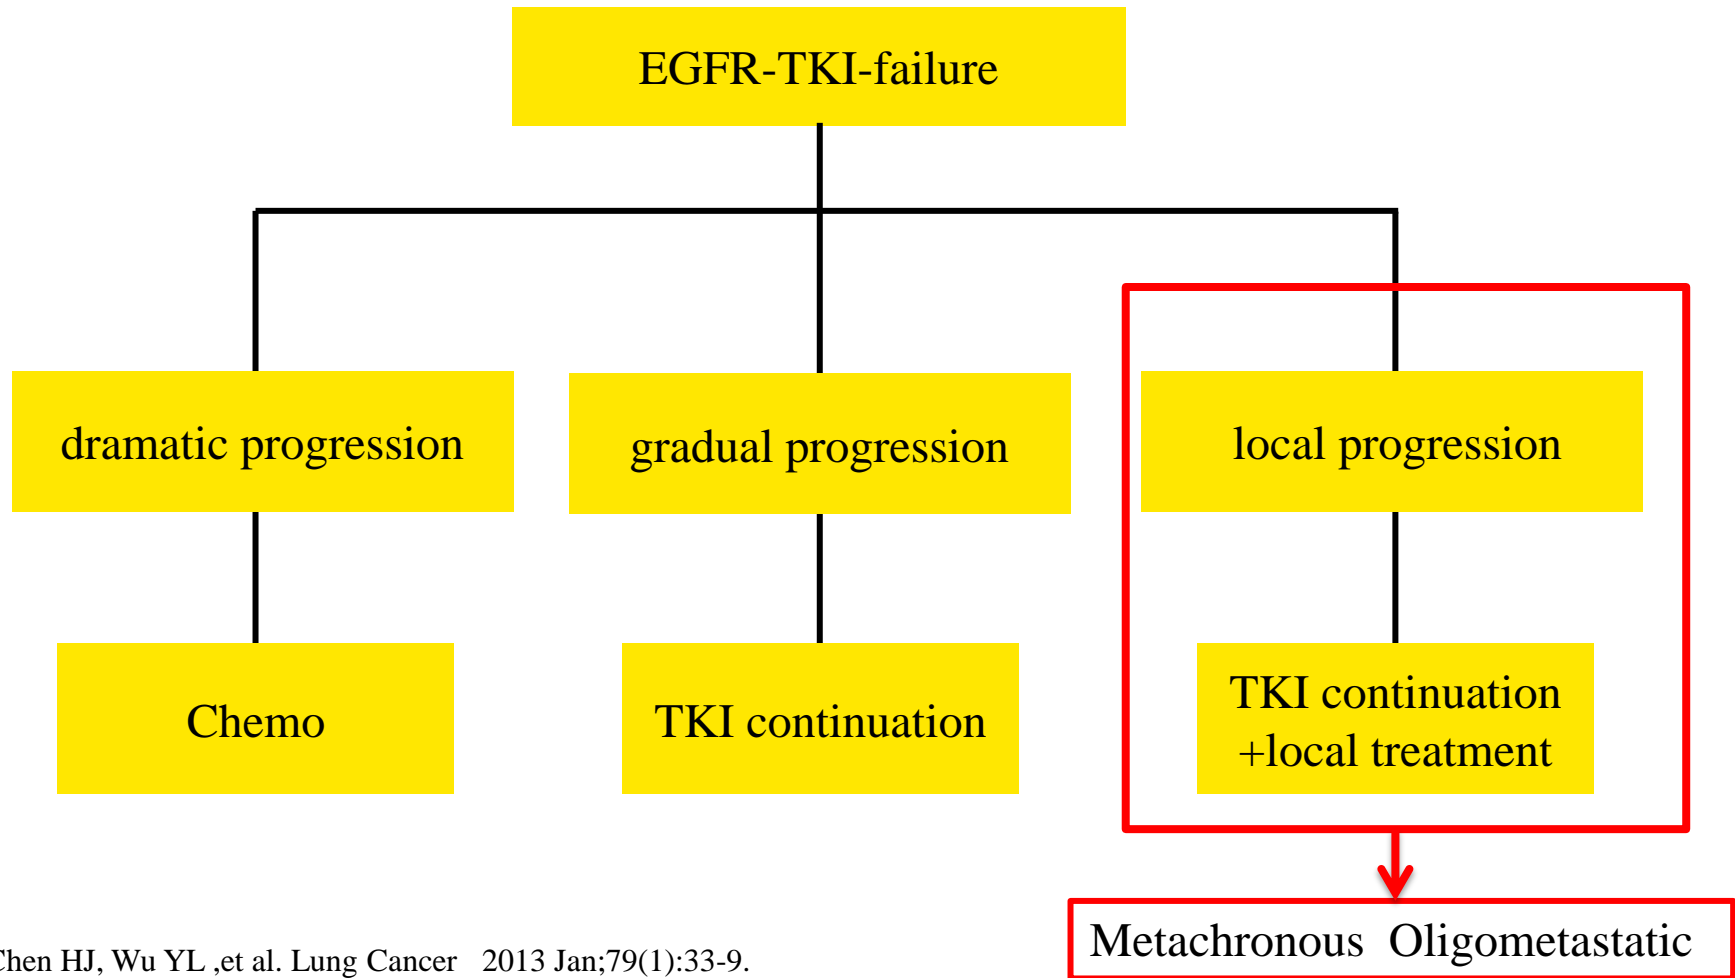 EGFR-TKI-failure
dramatic progression
gradual progression
local progression
Chemo
TKI continuation
TKI continuation
+local treatment
Metachronous Oligometastatic
Chen HJ, Wu YL ,et al. Lung Cancer 2013 Jan;79(1):33-9.